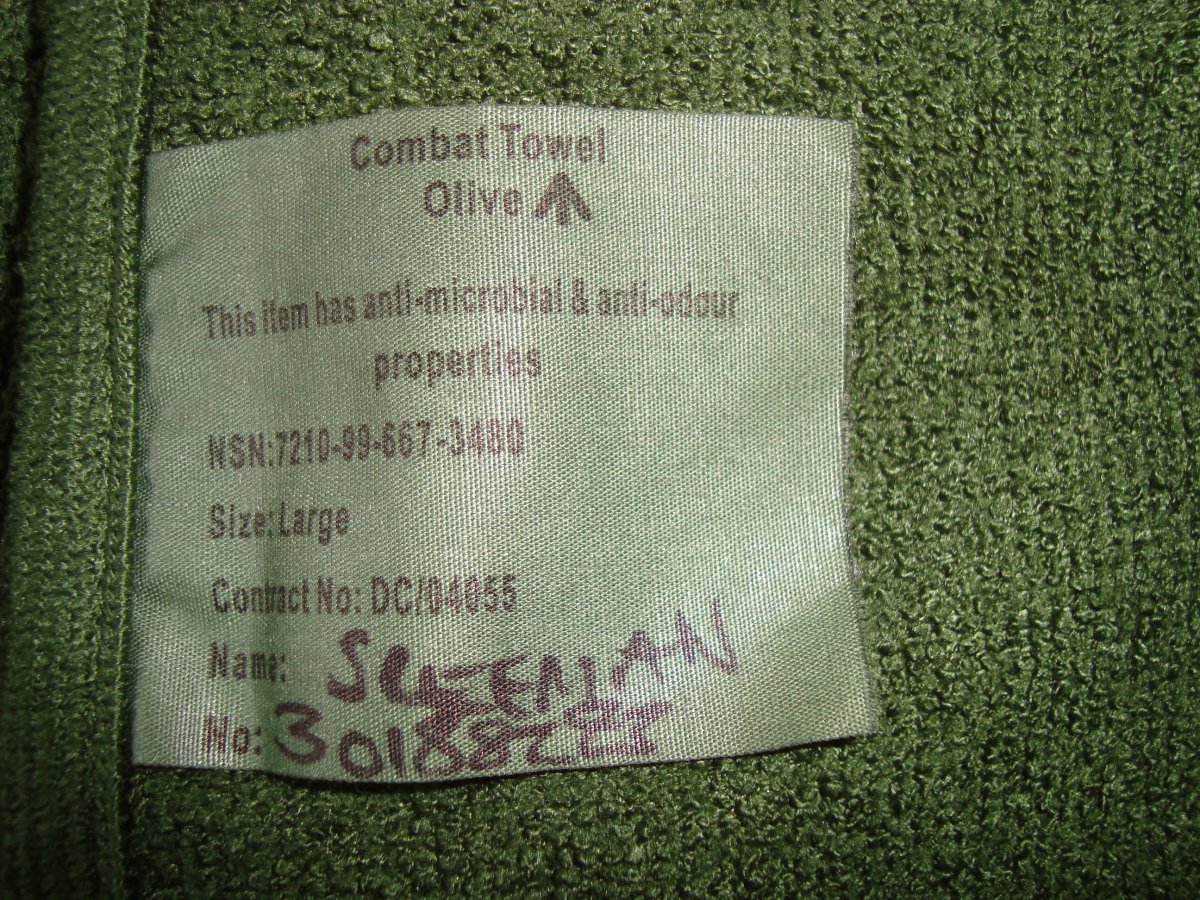 Combat Towel
Olive
This item has anti-microbial & anti-odour
properties
NSN:7210-99-667-3480
Size:Large
Contract No: DC/04055
Name:
No: